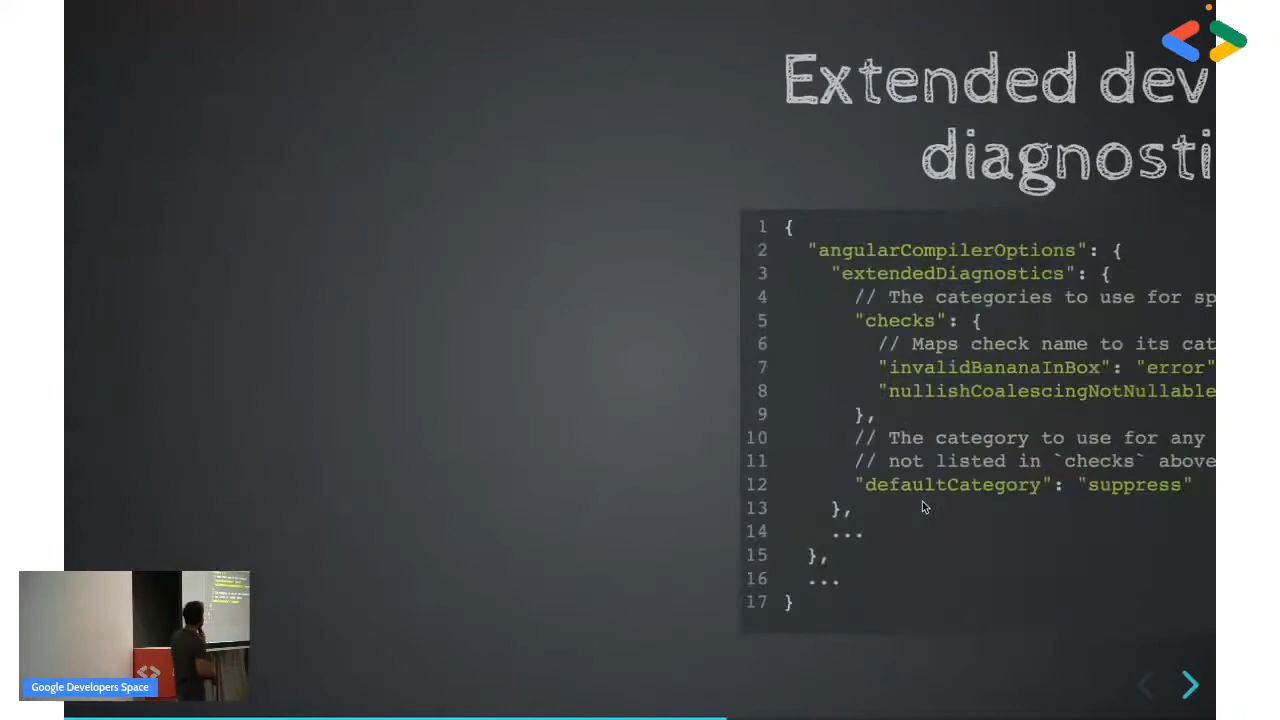 Extended dev
diagnosti
1 {
2 "angularCompilerOptions": {
3 "extendedDiagnostics": {
4 // The categories to use for sp
5 "checks": {
6 // Maps check name to its cat
7 "invalidBananaInBox": "error"
8 "nullishCoalescingNotNullable
9 },
10 // The category to use for any
11 // not listed in `checks` above
12 "defaultCategory": "suppress"
13 },
14 ...
15 },
16 ...
17 }
Google Developers Space